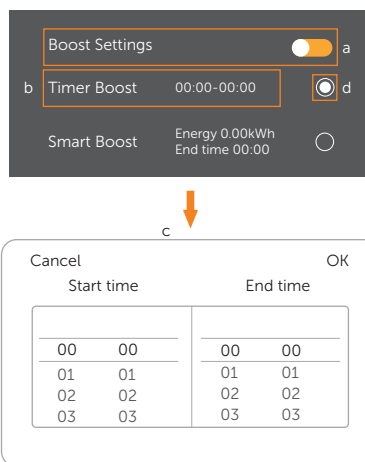 Boost Settings a
b Timer Boost 00:00-00:00 d
Smart Boost Energy 0.00kWh
End time 00:00
c
Cancel OK
Start time End time
00 00 00 00
01 01 01 01
02 02 02 02
03 03 03 03